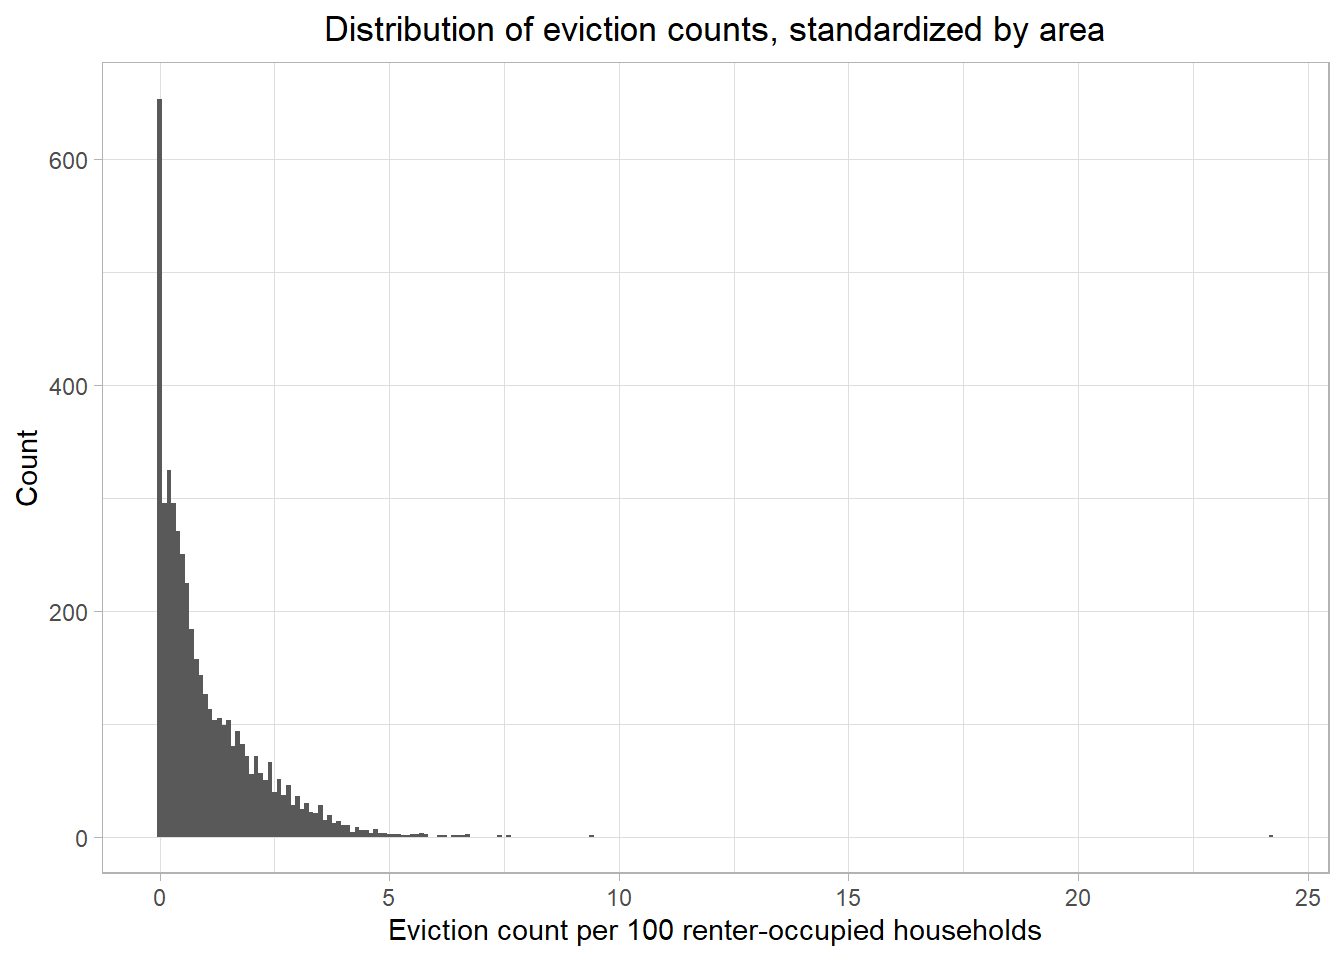 Distribution of eviction counts, standardized by area
600
400
200
0
Count
0 5 10 15 20 25
Eviction count per 100 renter-occupied households